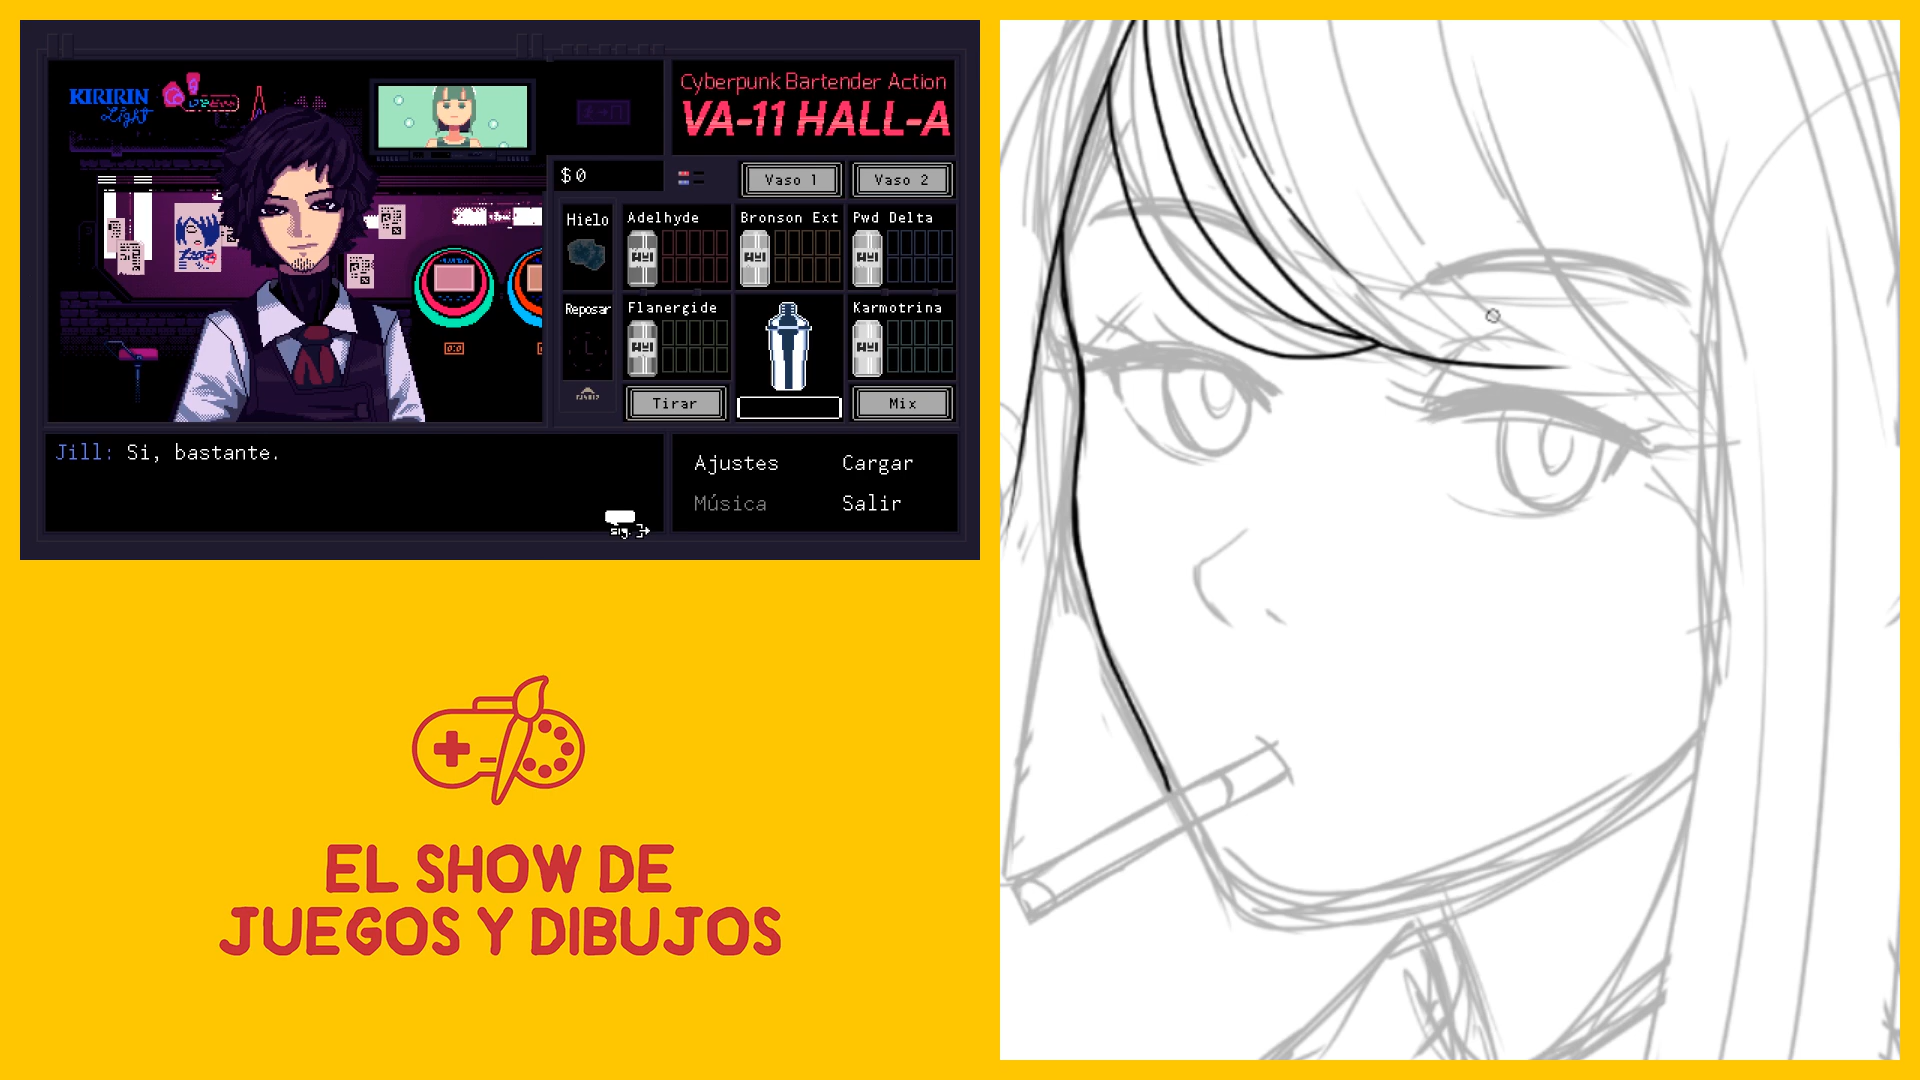 KIRIRIN
Light
Cyberpunk Bartender Action
VA-11 HALL-A
$0
Vaso 1
Vaso 2
Hielo
Adelhyde
Bronson Ext
Pwd Delta
Reposar
Flanergide
Karmotrina
Tirar
Mix
Jill: Si, bastante.
sig.
Ajustes
Cargar
Música
Salir
EL SHOW DE
JUEGOS Y DIBUJOS